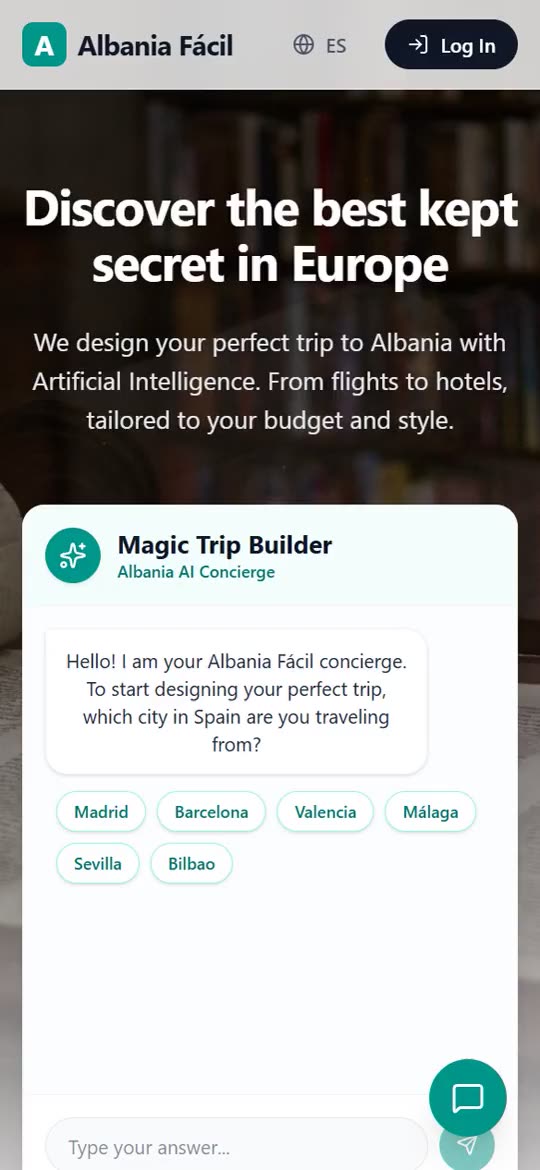 A Albania Fácil ES Log In
Discover the best kept
secret in Europe
We design your perfect trip to Albania with
Artificial Intelligence. From flights to hotels,
tailored to your budget and style.
Magic Trip Builder
Albania AI Concierge
Hello! I am your Albania Fácil concierge.
To start designing your perfect trip,
which city in Spain are you traveling
from?
Madrid Barcelona Valencia Málaga
Sevilla Bilbao
Type your answer...